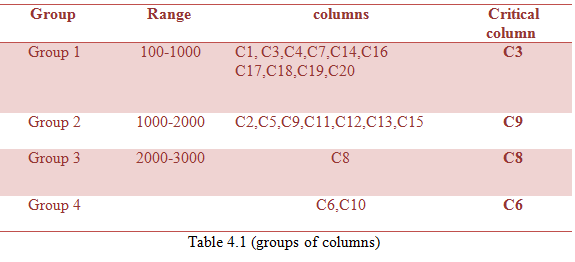 Group Range columns Critical column
Group 1 100-1000 C1, C3,C4,C7,C14,C16 C3
C17,C18,C19,C20
Group 2 1000-2000 C2,C5,C9,C11,C12,C13,C15 C9
Group 3 2000-3000 C8 C8
Group 4 C6,C10 C6
Table 4.1 (groups of columns)